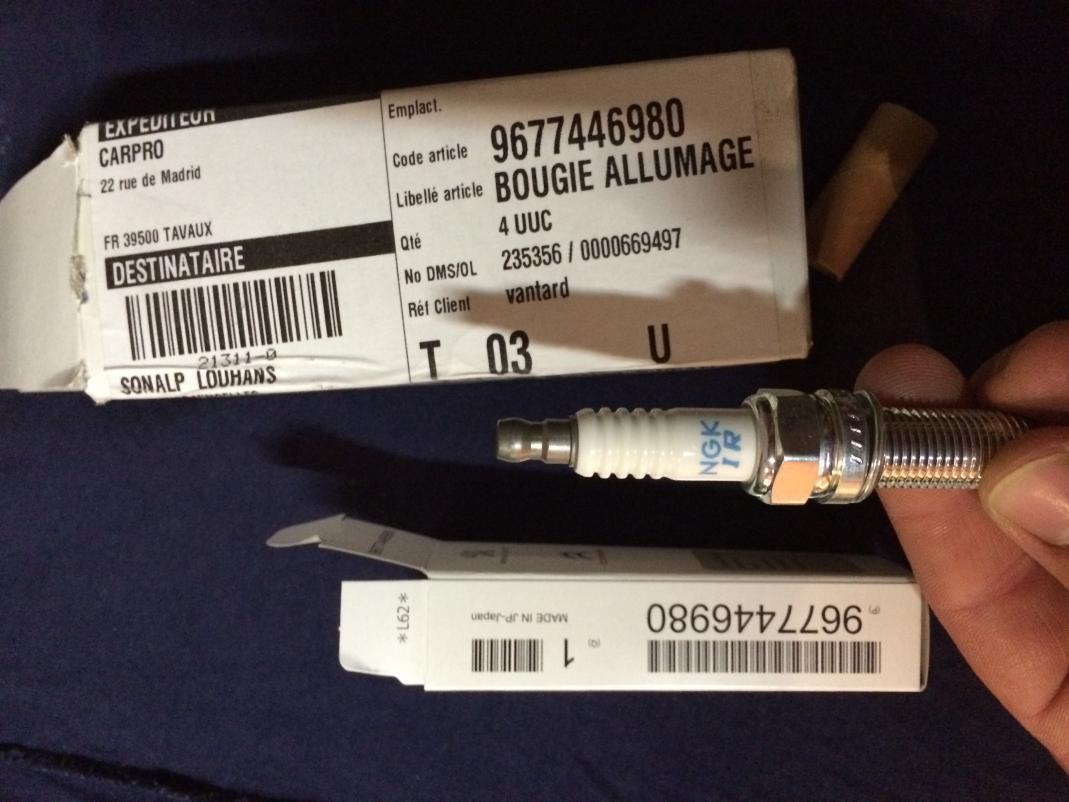 EXPEDITEUR
CARPRO
22 rue de Madrid
FR 39500 TAVAUX
DESTINATAIRE
21311-0
SONALP LOUHANS
Emplact.
Code article 9677446980
Libellé article BOUGIE ALLUMAGE
Qté 4 UUC
No DMS/OL 235356 / 0000669497
Réf Client vantard
T 03 U
NGK
IR
(P) 9677446980
(Q) 1
MADE IN JP-Japan
*L62*